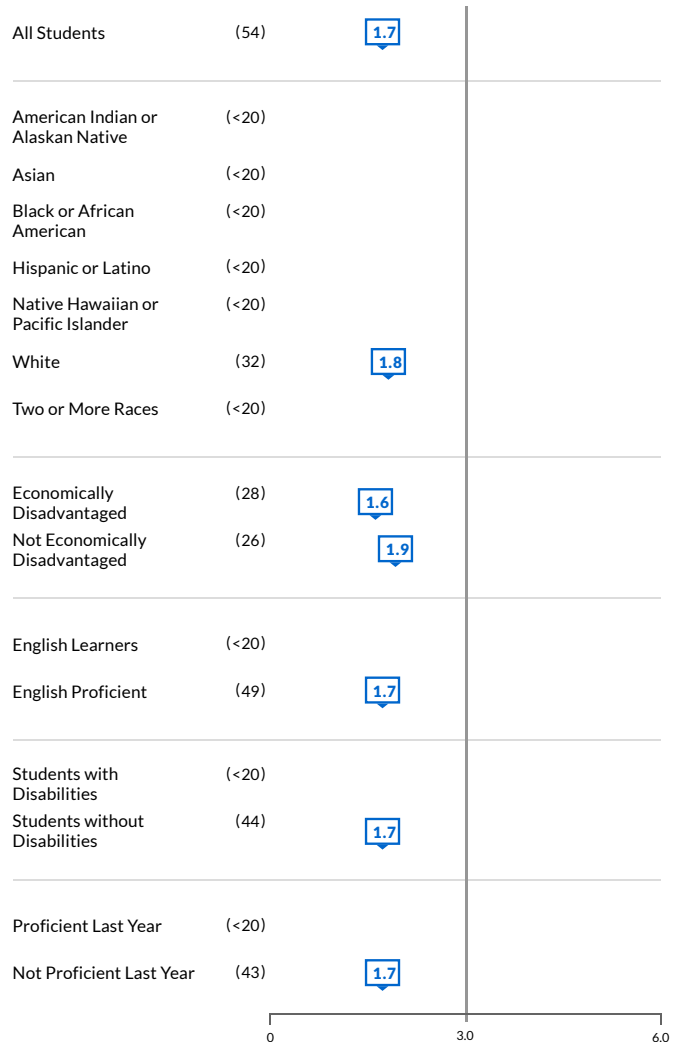 All Students (54) 1.7
American Indian or (<20)
Alaskan Native
Asian (<20)
Black or African (<20)
American
Hispanic or Latino (<20)
Native Hawaiian or (<20)
Pacific Islander
White (32) 1.8
Two or More Races (<20)
Economically (28) 1.6
Disadvantaged
Not Economically (26) 1.9
Disadvantaged
English Learners (<20)
English Proficient (49) 1.7
Students with (<20)
Disabilities
Students without (44) 1.7
Disabilities
Proficient Last Year (<20)
Not Proficient Last Year (43) 1.7
0 3.0 6.0